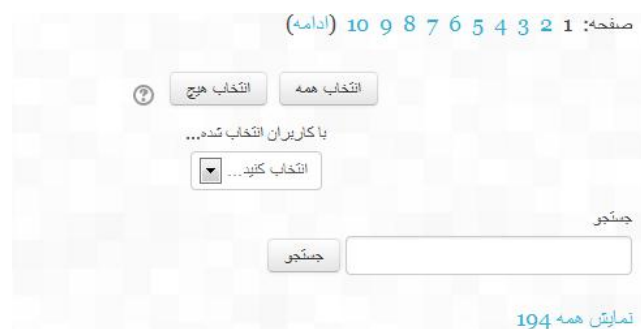 صفحه: 1 2 3 4 5 6 7 8 9 10 (ادامه)
انتخاب همه انتخاب هیچ
با کاربران انتخاب شده...
انتخاب کنید...
جستجو
جستجو
نمایش همه 194